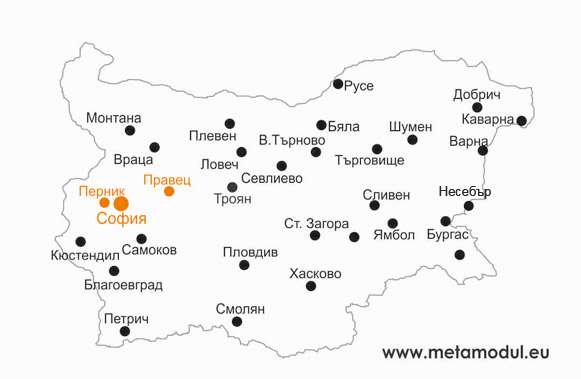 Русе
Добрич
Каварна
Монтана
Плевен
Бяла
Шумен
В.Търново
Варна
Враца
Ловеч
Търговище
Севлиево
Правец
Перник
Троян
Сливен
Несебър
София
Ст. Загора
Ямбол
Бургас
Самоков
Кюстендил
Пловдив
Хасково
Благоевград
Смолян
Петрич
www.metamodul.eu